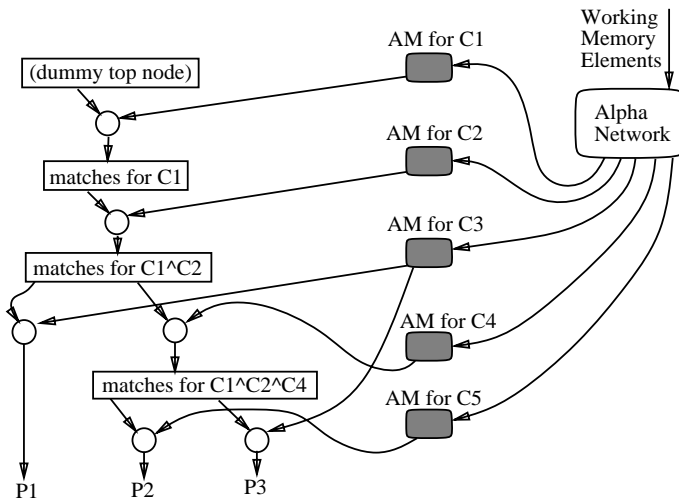 Working
Memory
Elements
AM for C1
(dummy top node)
Alpha
Network
AM for C2
matches for C1
AM for C3
matches for C1^C2
AM for C4
matches for C1^C2^C4
AM for C5
P1
P2
P3